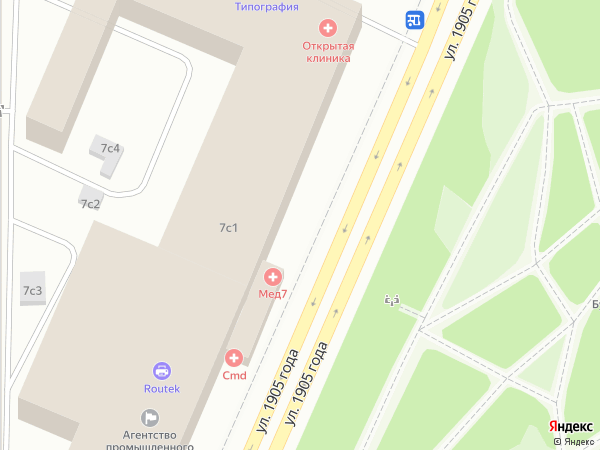 Типография
Открытая
клиника
ул. 1905 го
7с4
7с2
7с1
7с3
Мед7
Cmd
Routek
Агентство
промышленного
ул. 1905 года
ул. 1905 года
Яндекс
© Яндекс